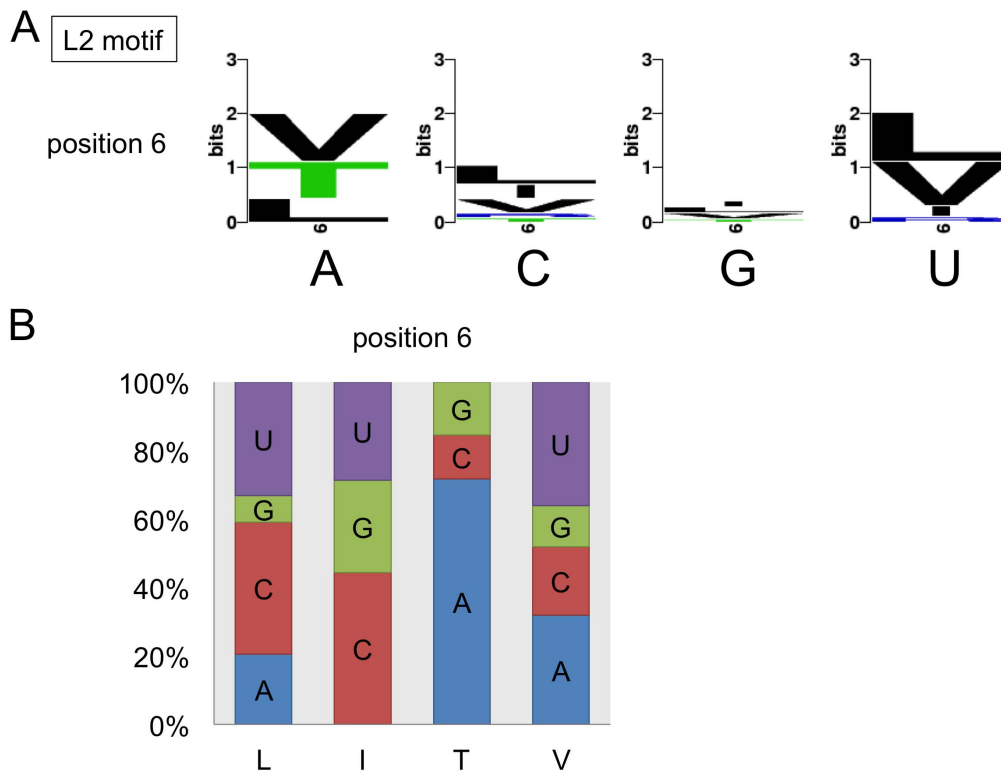 A
L2 motif
position 6
3
2
1
0
bits
V
T
L
6
A
3
2
1
0
bits
L
I
V
6
C
3
2
1
0
bits
I
L
V
6
G
3
2
1
0
bits
L
V
I
6
U
B
position 6
100%
80%
60%
40%
20%
0%
U
G
C
A
U
G
C
G
C
A
U
G
C
A
L I T V